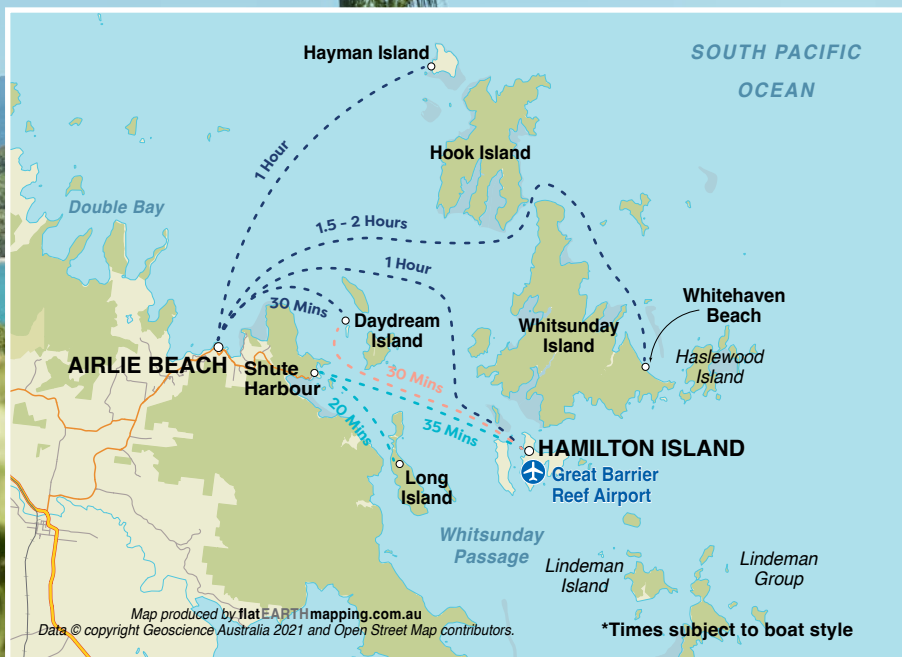 Hayman Island
SOUTH PACIFIC
OCEAN
1 Hour
Hook Island
Double Bay
1.5 - 2 Hours
1 Hour
30 Mins
Whitehaven
Beach
Daydream
Island
Whitsunday
Island
AIRLIE BEACH
Shute
Harbour
Haslewood
Island
30 Mins
20 Mins
35 Mins
HAMILTON ISLAND
Great Barrier
Reef Airport
Long
Island
Whitsunday
Passage
Lindeman
Island
Lindeman
Group
Map produced by flatEARTHmapping.com.au
Data © copyright Geoscience Australia 2021 and Open Street Map contributors.
*Times subject to boat style